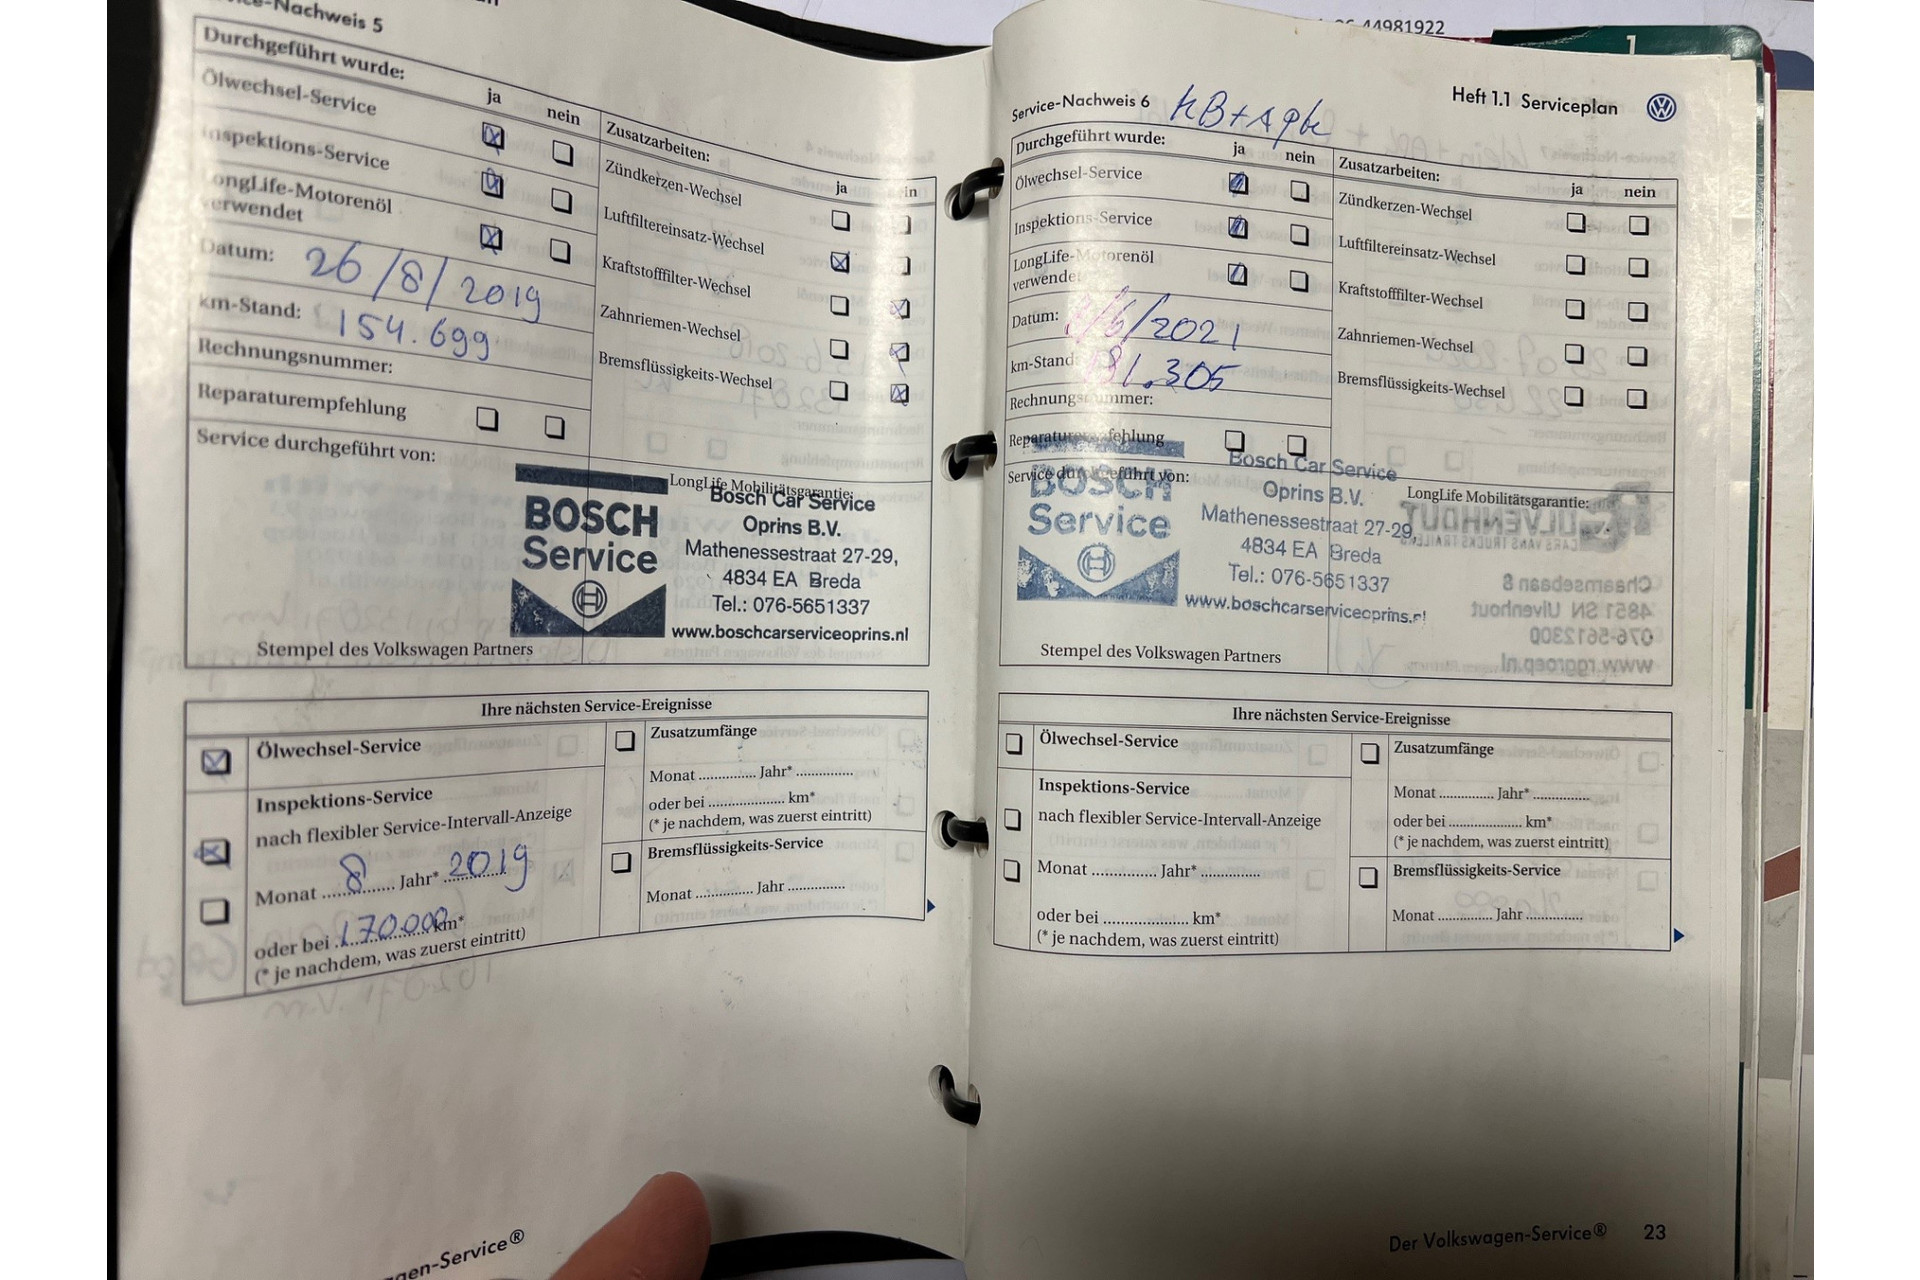 ce-Nachweis 5
Durchgeführt wurde:
ja
nein
Ölwechsel-Service
Inspektions-Service
LongLife-Motorenöl
verwendet
Datum: 26/8/2019
km-Stand: 154.699
Rechnungsnummer:
Reparaturempfehlung
Service durchgeführt von:
Zusatzarbeiten:
ja
in
Zündkerzen-Wechsel
Luftfiltereinsatz-Wechsel
Kraftstofffilter-Wechsel
Zahnriemen-Wechsel
Bremsflüssigkeits-Wechsel
LongLife Mobilitätsgarantie:
BOSCH
Service
Bosch Car Service
Oprins B.V.
Mathenessestraat 27-29,
4834 EA Breda
Tel.: 076-5651337
www.boschcarserviceoprins.nl
Stempel des Volkswagen Partners
Ihre nächsten Service-Ereignisse
Ölwechsel-Service
Inspektions-Service
nach flexibler Service-Intervall-Anzeige
Monat 8 Jahr* 2019
oder bei 170.000 km*
(* je nachdem, was zuerst eintritt)
Zusatzumfänge
Monat .............. Jahr* ..............
oder bei .................... km*
(* je nachdem, was zuerst eintritt)
Bremsflüssigkeits-Service
Monat .............. Jahr ..............
gen-Service®
44981922
1
Heft 1.1 Serviceplan
Service-Nachweis 6
Durchgeführt wurde:
ja
nein
Ölwechsel-Service
Inspektions-Service
LongLife-Motorenöl
verwendet
Datum: /6/2021
km-Stand: 181.305
Rechnungsnummer:
Reparaturempfehlung
Service durchgeführt von:
Zusatzarbeiten:
ja
nein
Zündkerzen-Wechsel
Luftfiltereinsatz-Wechsel
Kraftstofffilter-Wechsel
Zahnriemen-Wechsel
Bremsflüssigkeits-Wechsel
LongLife Mobilitätsgarantie:
BOSCH
Service
Bosch Car Service
Oprins B.V.
Mathenessestraat 27-29,
4834 EA Breda
Tel.: 076-5651337
www.boschcarserviceoprins.nl
Stempel des Volkswagen Partners
Ihre nächsten Service-Ereignisse
Ölwechsel-Service
Inspektions-Service
nach flexibler Service-Intervall-Anzeige
Monat ................ Jahr* ..............
oder bei ..................... km*
(* je nachdem, was zuerst eintritt)
Zusatzumfänge
Monat .............. Jahr* ..............
oder bei .................... km*
(* je nachdem, was zuerst eintritt)
Bremsflüssigkeits-Service
Monat .............. Jahr ..............
Der Volkswagen-Service® 23